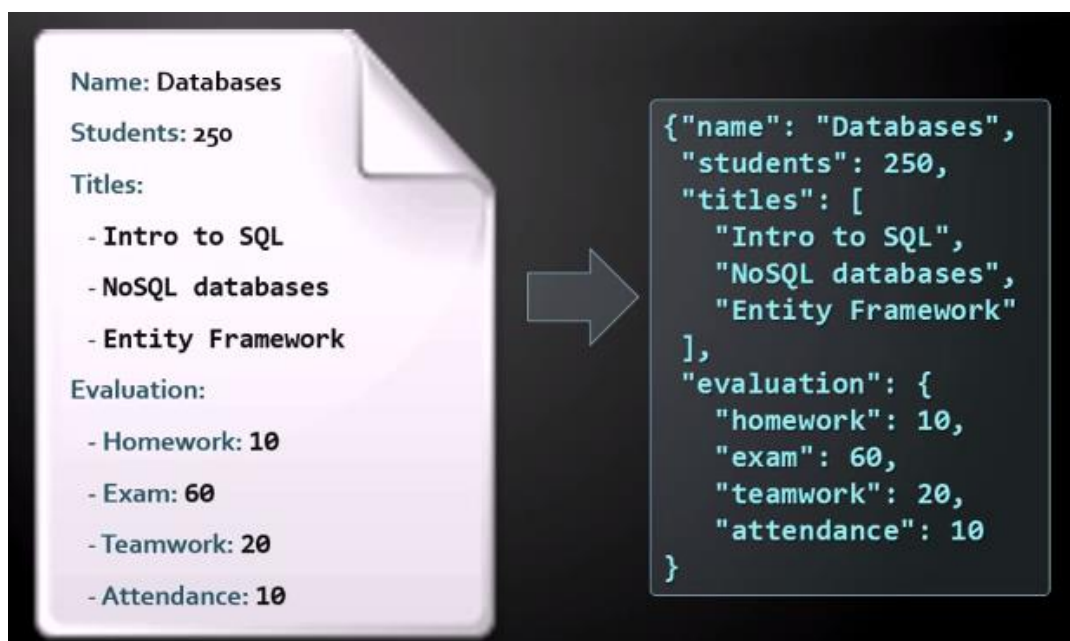 Name: Databases
Students: 250
Titles:
- Intro to SQL
- NoSQL databases
- Entity Framework
Evaluation:
- Homework: 10
- Exam: 60
- Teamwork: 20
- Attendance: 10
{"name": "Databases",
"students": 250,
"titles": [
"Intro to SQL",
"NoSQL databases",
"Entity Framework"
],
"evaluation": {
"homework": 10,
"exam": 60,
"teamwork": 20,
"attendance": 10
}